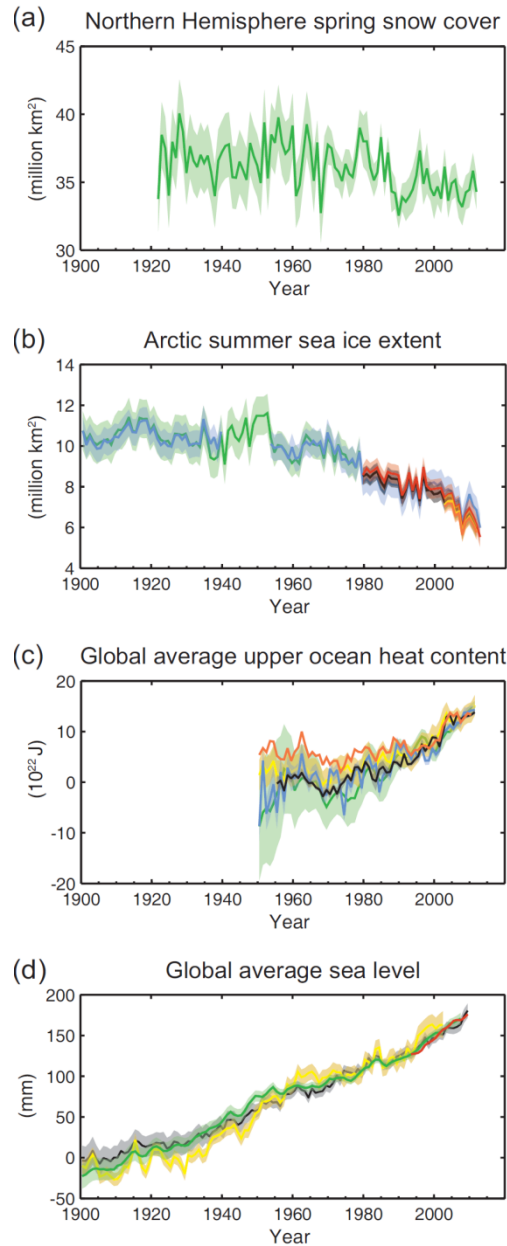 (a) Northern Hemisphere spring snow cover
45
40
35
30
(million km²)
1900 1920 1940 1960 1980 2000
Year
(b) Arctic summer sea ice extent
14
12
10
8
6
4
(million km²)
1900 1920 1940 1960 1980 2000
Year
(c) Global average upper ocean heat content
20
10
0
-10
-20
(10²² J)
1900 1920 1940 1960 1980 2000
Year
(d) Global average sea level
200
150
100
50
0
-50
(mm)
1900 1920 1940 1960 1980 2000
Year